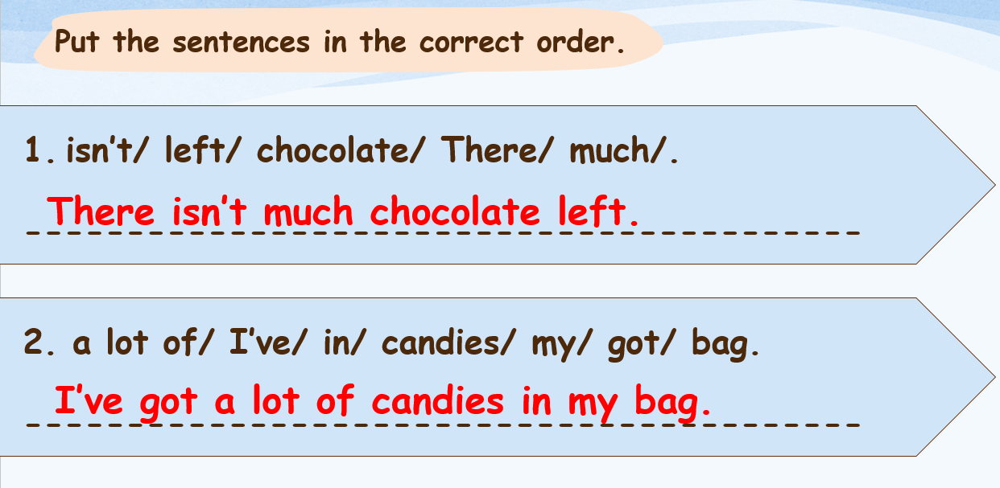 Put the sentences in the correct order.
1. isn't/ left/ chocolate/ There/ much/.
There isn't much chocolate left.
2. a lot of/ I've/ in/ candies/ my/ got/ bag.
I've got a lot of candies in my bag.